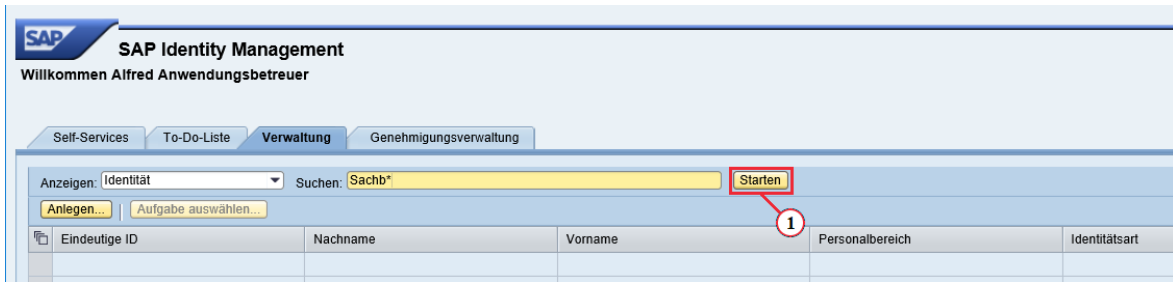 SAP
SAP Identity Management
Willkommen Alfred Anwendungsbetreuer
Self-Services To-Do-Liste Verwaltung Genehmigungsverwaltung
Anzeigen: Identität Suchen: Sachb* Starten
Anlegen... Aufgabe auswählen...
1
Eindeutige ID Nachname Vorname Personalbereich Identitätsart